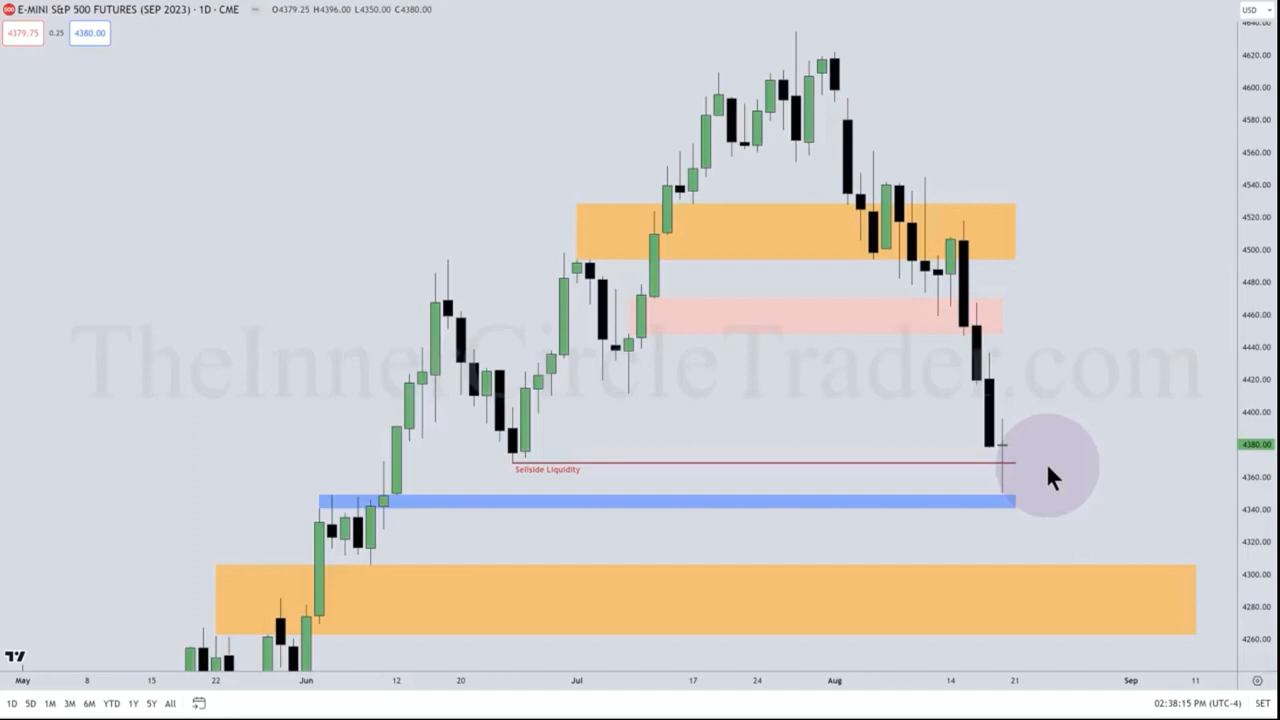 E-MINI S&P 500 FUTURES (SEP 2023) · 1D · CME O4379.25 H4396.00 L4350.00 C4380.00
USD
4379.75 0.25 4380.00
4640.00
4620.00
4600.00
4580.00
4560.00
4540.00
4520.00
4500.00
4480.00
4460.00
4440.00
TheInnerCircleTrader.com
4420.00
4400.00
4380.00
Sellside Liquidity
4360.00
4340.00
4320.00
4300.00
4280.00
4260.00
May 8 15 22 Jun 12 20 Jul 17 24 Aug 14 21 Sep 11
1D 5D 1M 3M 6M YTD 1Y 5Y All 02:38:15 PM (UTC-4) SET